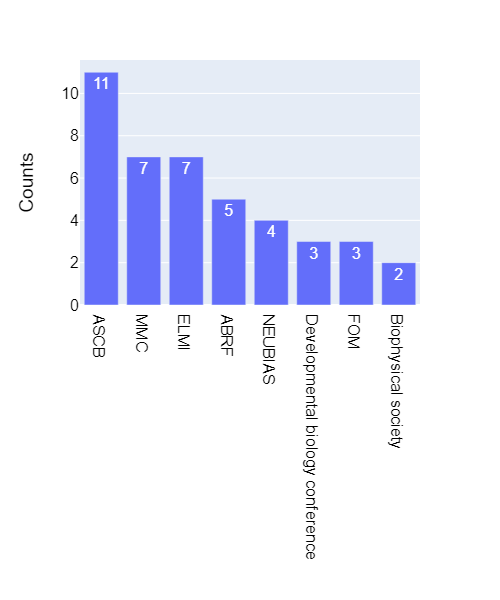 Counts
10
8
6
4
2
0
11
7
7
5
4
3
3
2
ASCB
MMC
ELMI
ABRF
NEUBIAS
Developmental biology conference
FOM
Biophysical society